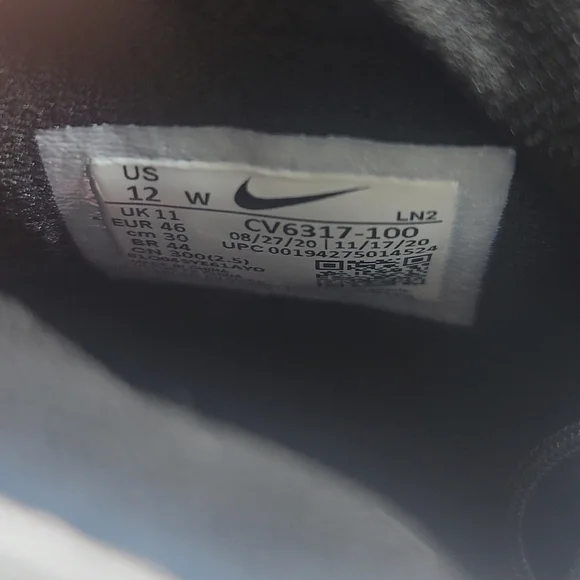 US
12 W
LN2
UK 11
EUR 46
cm 30
BR 44
CN 300(2.5)
CV6317-100
08/27/20 | 11/17/20
UPC 00194275014524